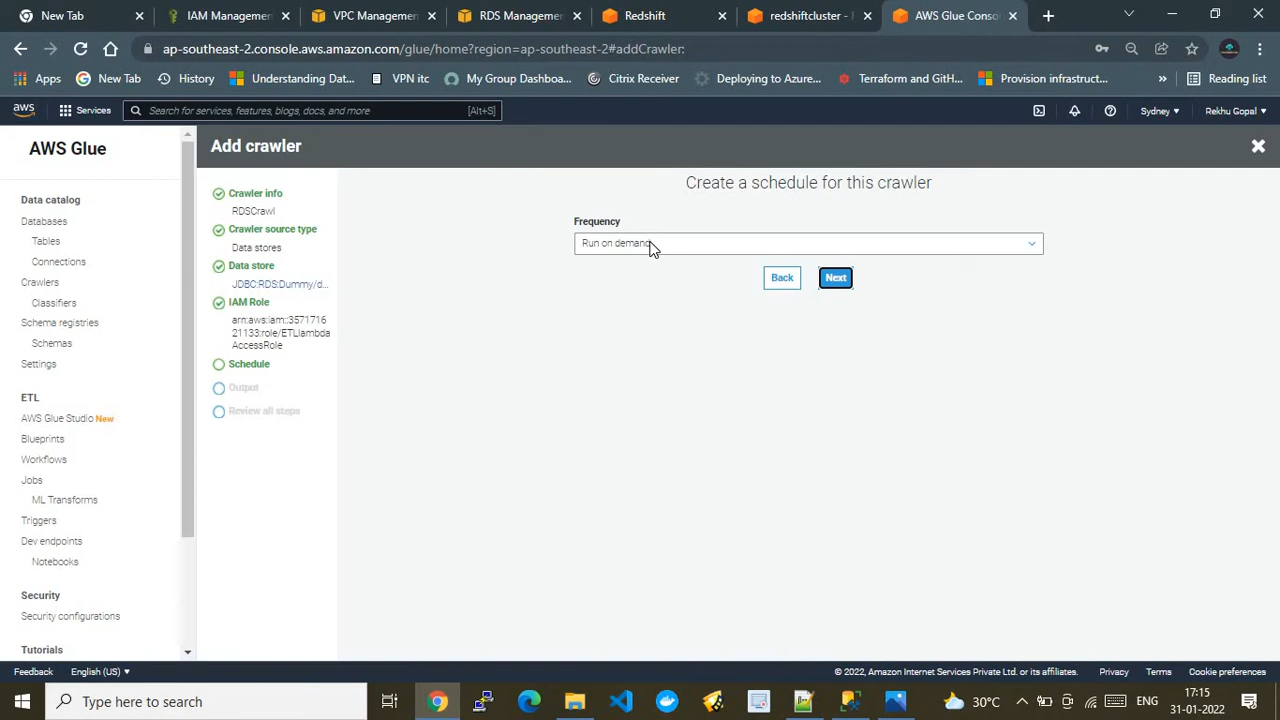 New Tab
IAM Manageme
VPC Managem
RDS Managem
Redshift
redshiftcluster - 
AWS Glue Conso
ap-southeast-2.console.aws.amazon.com/glue/home?region=ap-southeast-2#addCrawler:
Apps
New Tab
History
Understanding Dat...
VPN itc
My Group Dashboa...
Citrix Receiver
Deploying to Azure...
Terraform and GitH...
Provision infrastruct...
»
Reading list
aws
Services
Search for services, features, blogs, docs, and more
[Alt+S]
Sydney
Rekhu Gopal
AWS Glue
Data catalog
Databases
Tables
Connections
Crawlers
Classifiers
Schema registries
Schemas
Settings
ETL
AWS Glue Studio New
Blueprints
Workflows
Jobs
ML Transforms
Triggers
Dev endpoints
Notebooks
Security
Security configurations
Tutorials
Add crawler
Crawler info
RDSCrawl
Crawler source type
Data stores
Data store
JDBC:RDS:Dummy/d...
IAM Role
arn:aws:iam::3571716
21133:role/ETLlambda
AccessRole
Schedule
Output
Review all steps
Create a schedule for this crawler
Frequency
Run on demand
Back
Next
Feedback
English (US)
© 2022, Amazon Internet Services Private Ltd. or its affiliates.
Privacy
Terms
Cookie preferences
Type here to search
30°C
ENG
17:15
31-01-2022